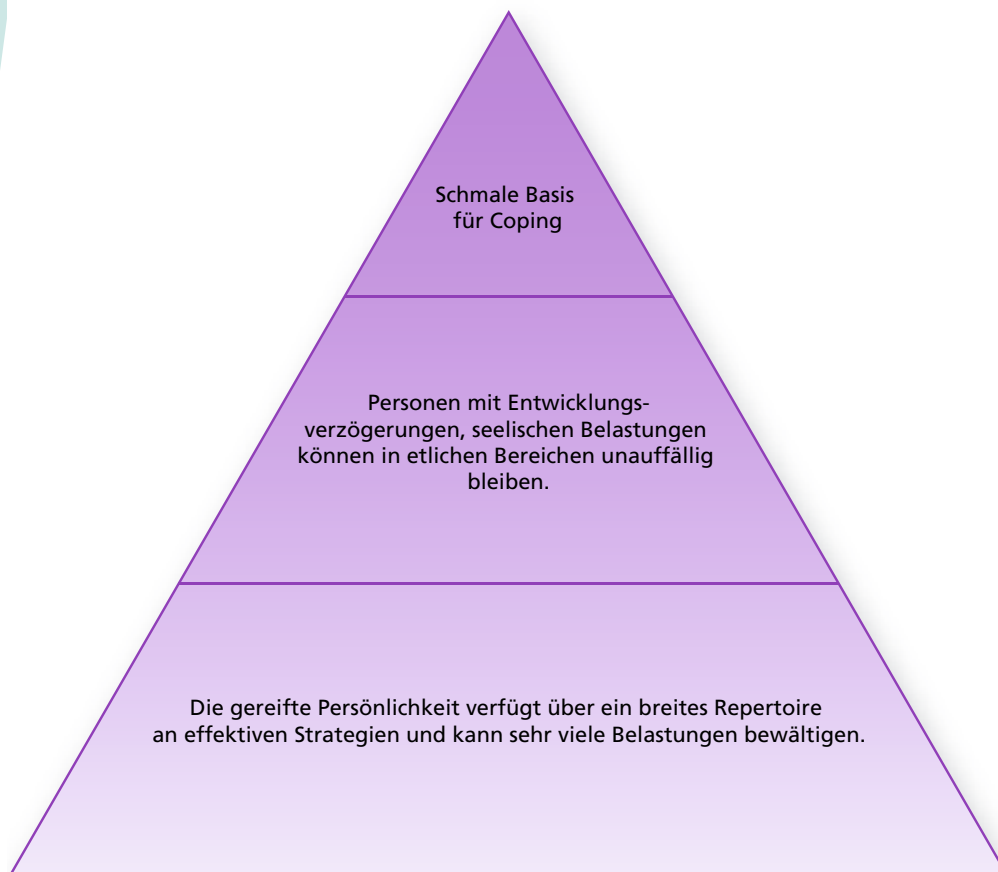 Schmale Basis
für Coping
Personen mit Entwicklungs-
verzögerungen, seelischen Belastungen
können in etlichen Bereichen unauffällig
bleiben.
Die gereifte Persönlichkeit verfügt über ein breites Repertoire
an effektiven Strategien und kann sehr viele Belastungen bewältigen.